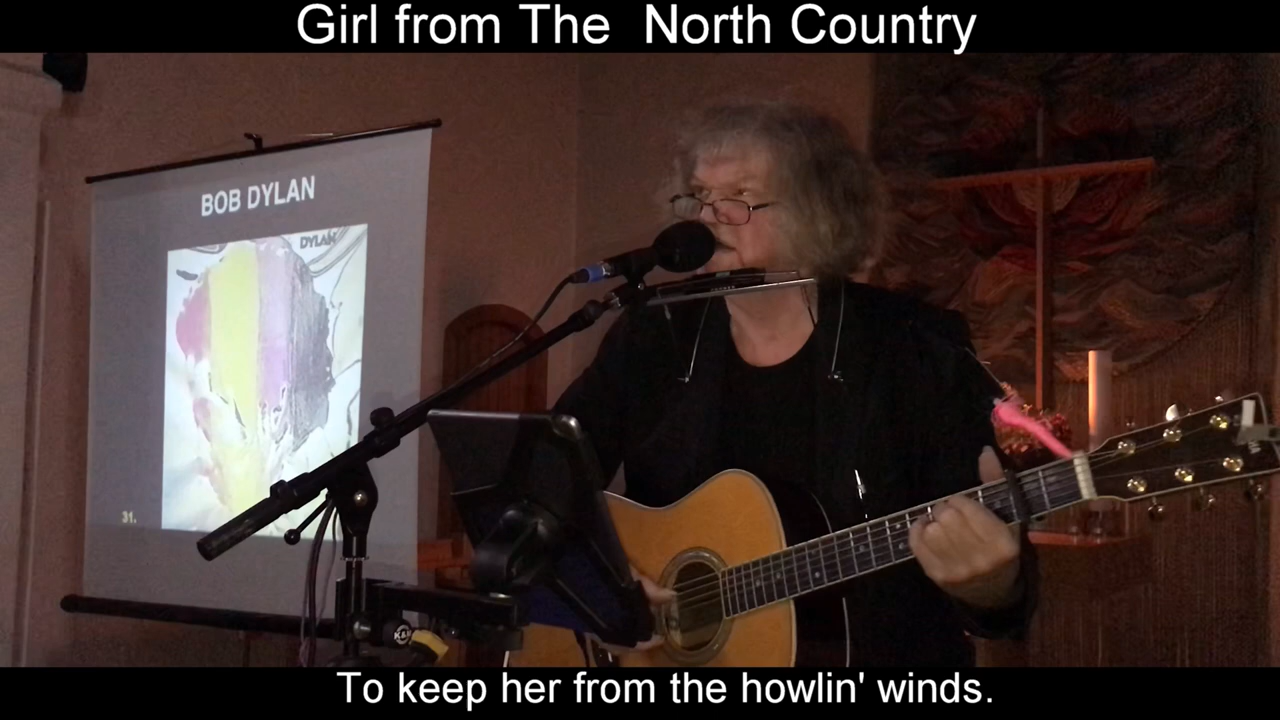 Girl from The  North Country
BOB DYLAN
DYLAN
31.
K&M
To keep her from the howlin' winds.